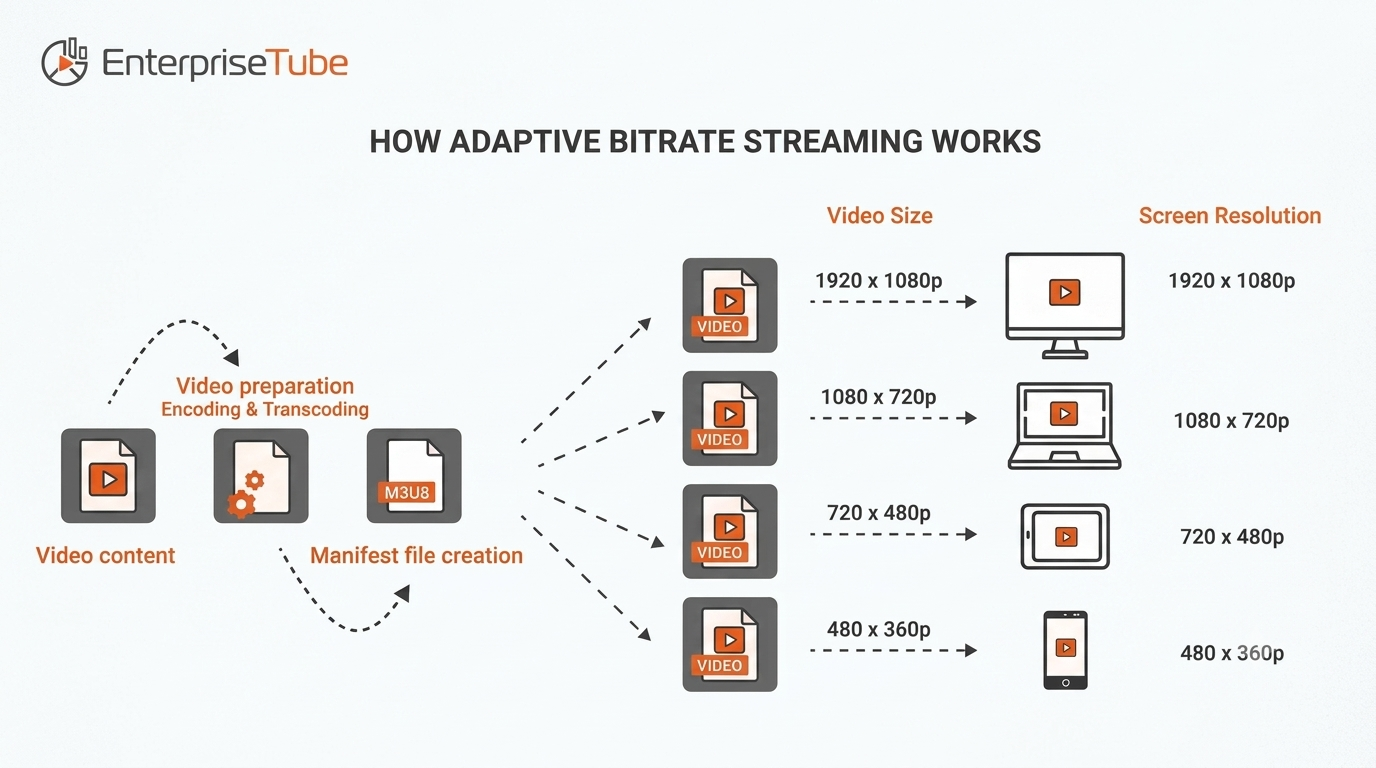 EnterpriseTube
HOW ADAPTIVE BITRATE STREAMING WORKS
Video Size
Screen Resolution
Video preparation
Encoding & Transcoding
M3U8
Video content
Manifest file creation
VIDEO
1920 x 1080p
1920 x 1080p
VIDEO
1080 x 720p
1080 x 720p
VIDEO
720 x 480p
720 x 480p
VIDEO
480 x 360p
480 x 360p